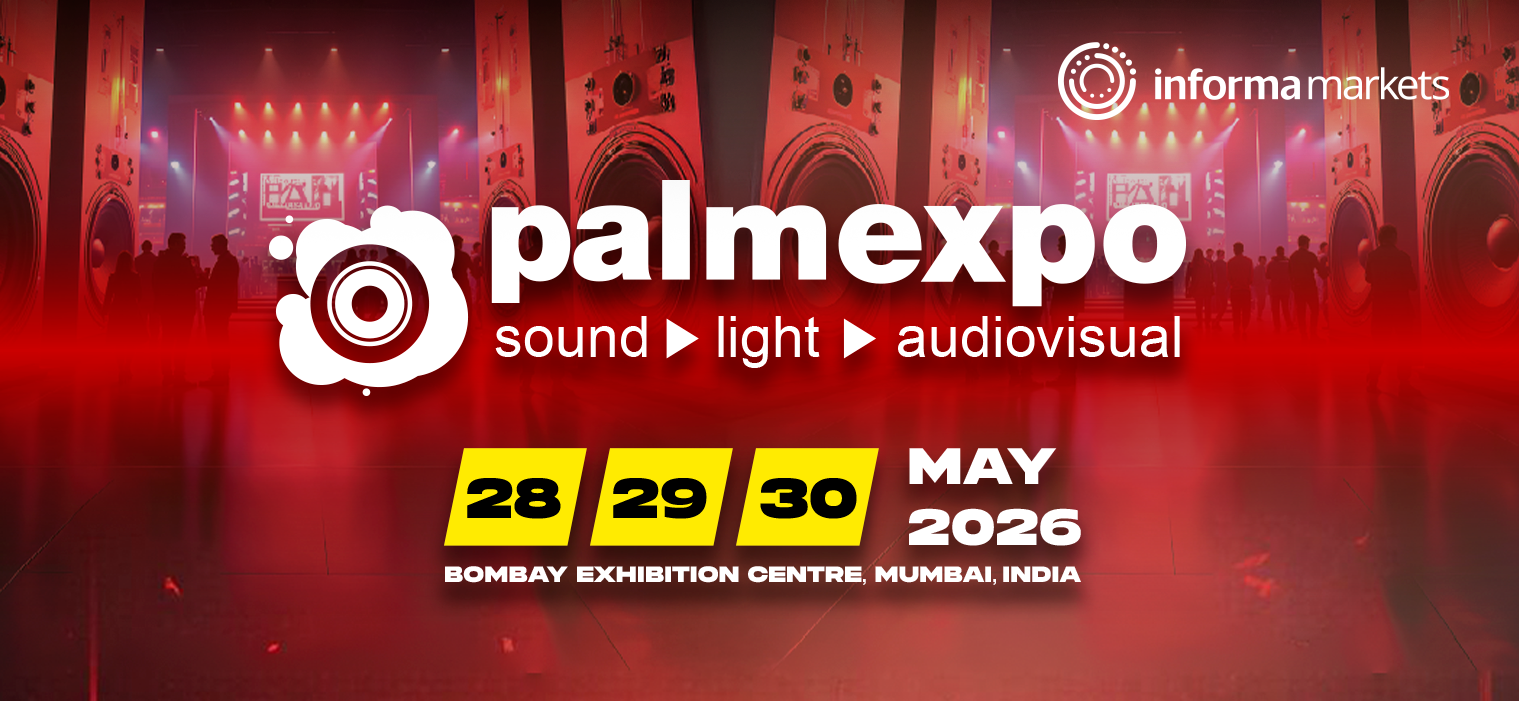 informa markets
palmexpo
sound ▶ light ▶ audiovisual
28 29 30 MAY
2026
BOMBAY EXHIBITION CENTRE, MUMBAI, INDIA